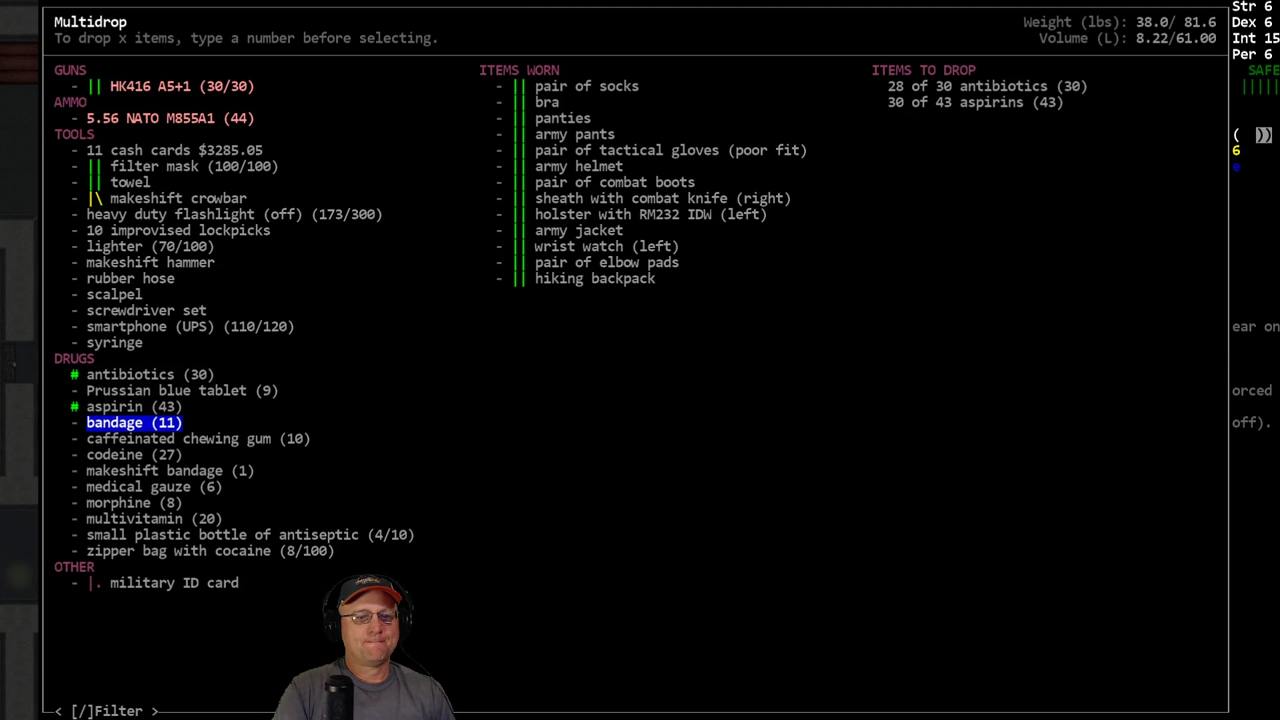 Multidrop
To drop x items, type a number before selecting.
Weight (lbs): 38.0/ 81.6
Volume (L): 8.22/61.00
Str 6
Dex 6
Int 15
Per 6
GUNS
- || HK416 A5+1 (30/30)
AMMO
- 5.56 NATO M855A1 (44)
TOOLS
- 11 cash cards $3285.05
- || filter mask (100/100)
- || towel
- |\ makeshift crowbar
- heavy duty flashlight (off) (173/300)
- 10 improvised lockpicks
- lighter (70/100)
- makeshift hammer
- rubber hose
- scalpel
- screwdriver set
- smartphone (UPS) (110/120)
- syringe
DRUGS
# antibiotics (30)
- Prussian blue tablet (9)
# aspirin (43)
- bandage (11)
- caffeinated chewing gum (10)
- codeine (27)
- makeshift bandage (1)
- medical gauze (6)
- morphine (8)
- multivitamin (20)
- small plastic bottle of antiseptic (4/10)
- zipper bag with cocaine (8/100)
OTHER
- |. military ID card
ITEMS WORN
- || pair of socks
- || bra
- || panties
- || army pants
- || pair of tactical gloves (poor fit)
- || army helmet
- || pair of combat boots
- || sheath with combat knife (right)
- || holster with RM232 IDW (left)
- || army jacket
- || wrist watch (left)
- || pair of elbow pads
- || hiking backpack
ITEMS TO DROP
28 of 30 antibiotics (30)
30 of 43 aspirins (43)
SAFE
|||||
( ))
6
e
ear on
orced
off).
< [/]Filter >